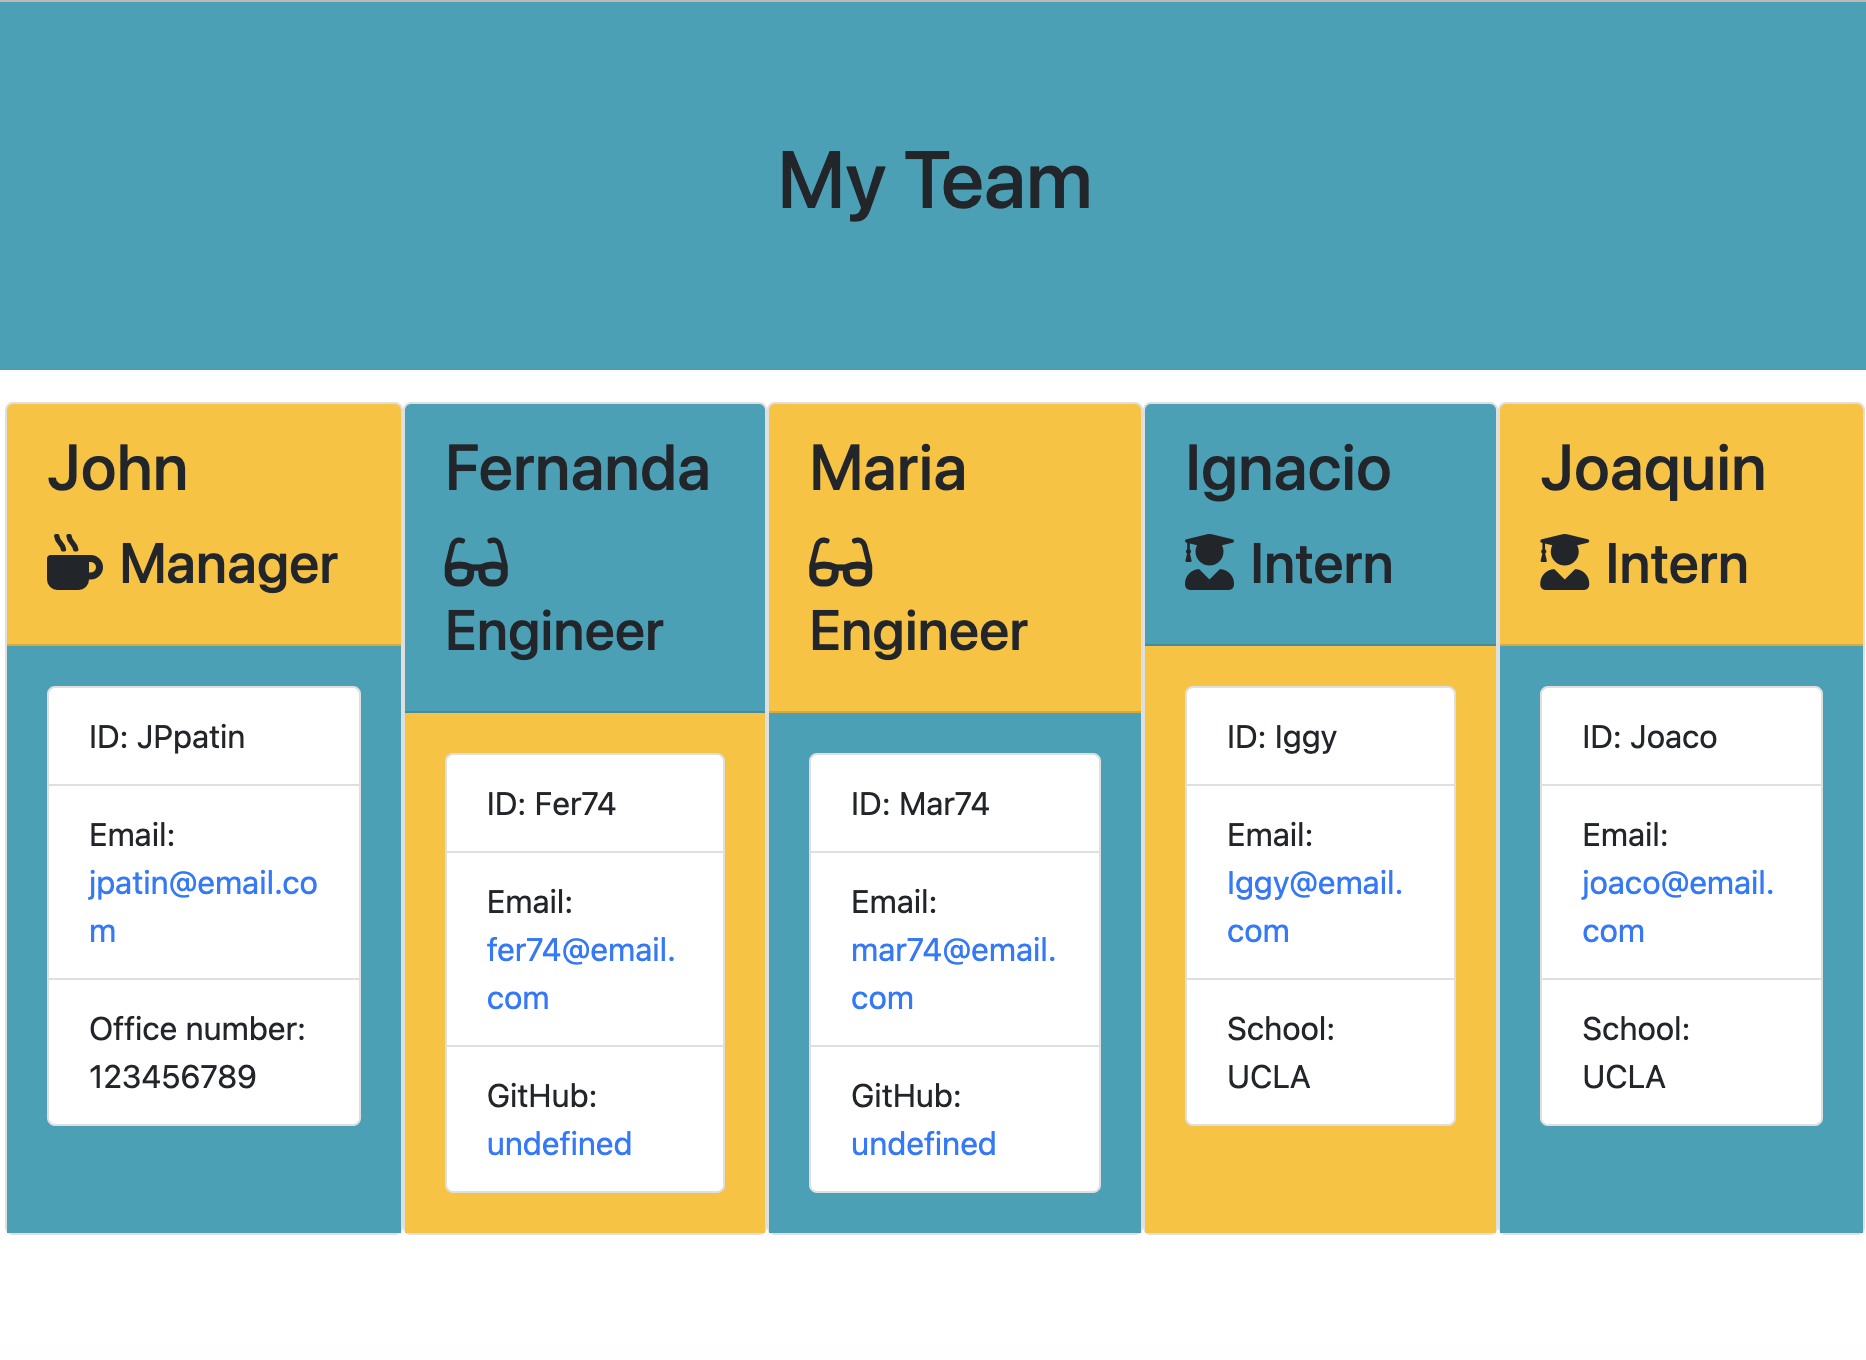 My Team
John
Manager
ID: JPpatin
Email:
jpatin@email.co
m
Office number:
123456789
Fernanda
Engineer
ID: Fer74
Email:
fer74@email.
com
GitHub:
undefined
Maria
Engineer
ID: Mar74
Email:
mar74@email.
com
GitHub:
undefined
Ignacio
Intern
ID: Iggy
Email:
Iggy@email.
com
School:
UCLA
Joaquin
Intern
ID: Joaco
Email:
joaco@email.
com
School:
UCLA